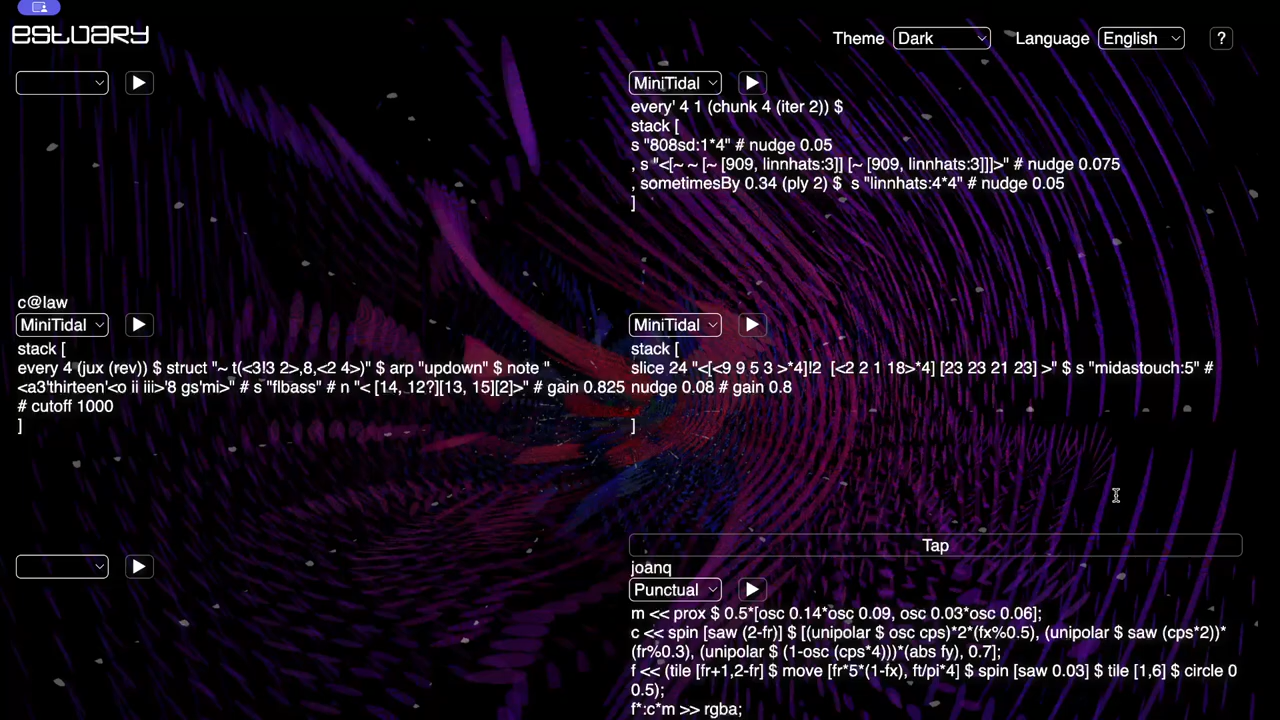 estuary
Theme Dark Language English ?
MiniTidal
every' 4 1 (chunk 4 (iter 2)) $
stack [
s "808sd:1*4" # nudge 0.05
, s "<[~ ~ [~ [909, linnhats:3]] [~ [909, linnhats:3]]]>" # nudge 0.075
, sometimesBy 0.34 (ply 2) $  s "linnhats:4*4" # nudge 0.05
]
c@law
MiniTidal
stack [
every 4 (jux (rev)) $ struct "~ t(<3!3 2>,8,<2 4>)" $ arp "updown" $ note "
<a3'thirteen'<o ii iii>'8 gs'mi>" # s "flbass" # n "< [14, 12?][13, 15][2]>" # gain 0.825
# cutoff 1000
]
MiniTidal
stack [
slice 24 "<[<9 9 5 3 >*4]!2  [<2 2 1 18>*4] [23 23 21 23] >" $ s "midastouch:5" #
nudge 0.08 # gain 0.8
]
Tap
joanq
Punctual
m << prox $ 0.5*[osc 0.14*osc 0.09, osc 0.03*osc 0.06];
c << spin [saw (2-fr)] $ [(unipolar $ osc cps)*2*(fx%0.5), (unipolar $ saw (cps*2))*
(fr%0.3), (unipolar $ (1-osc (cps*4)))*(abs fy), 0.7];
f << (tile [fr+1,2-fr] $ move [fr*5*(1-fx), ft/pi*4] $ spin [saw 0.03] $ tile [1,6] $ circle 0
0.5);
f*:c*m >> rgba;